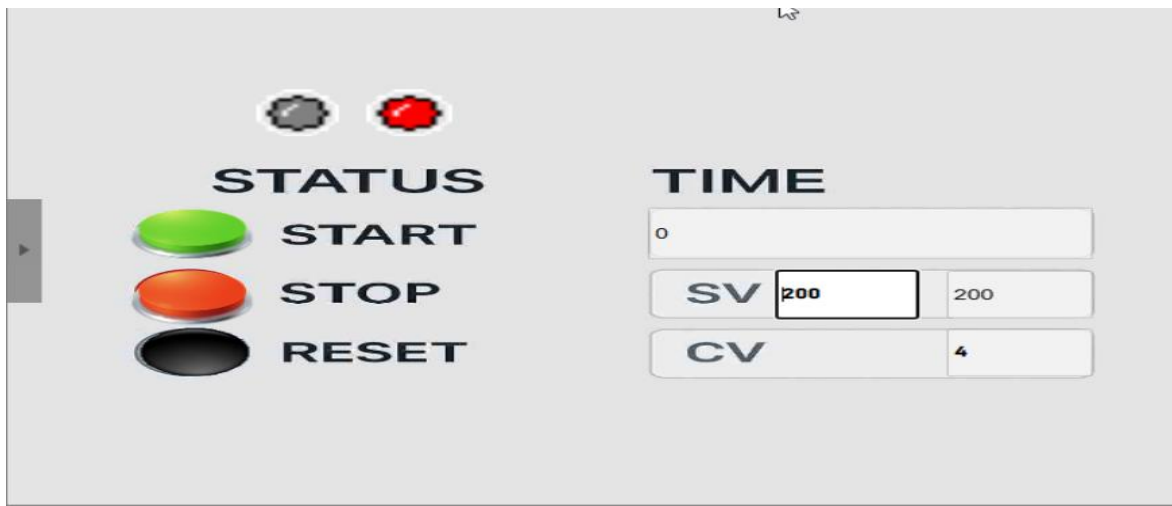 STATUS
TIME
START
0
STOP
SV 200 200
RESET
CV 4